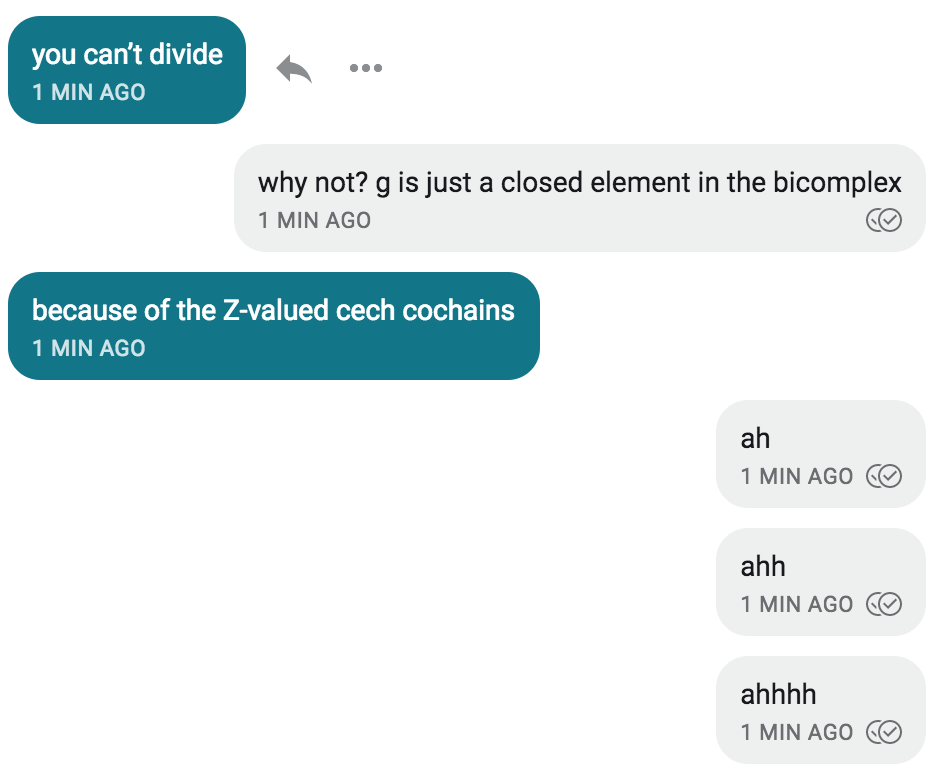 you can’t divide
1 MIN AGO
why not? g is just a closed element in the bicomplex
1 MIN AGO
because of the Z-valued cech cochains
1 MIN AGO
ah
1 MIN AGO
ahh
1 MIN AGO
ahhhh
1 MIN AGO